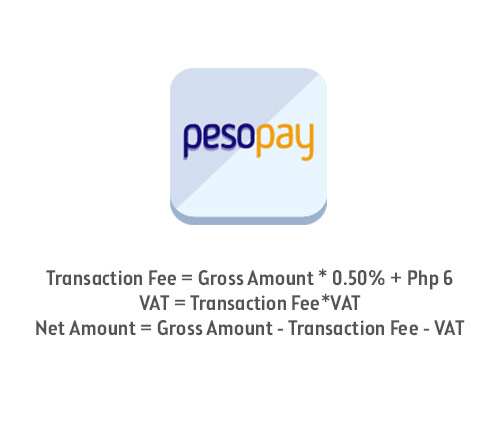 pesopay
Transaction Fee = Gross Amount * 0.50% + Php 6
VAT = Transaction Fee*VAT
Net Amount = Gross Amount - Transaction Fee - VAT